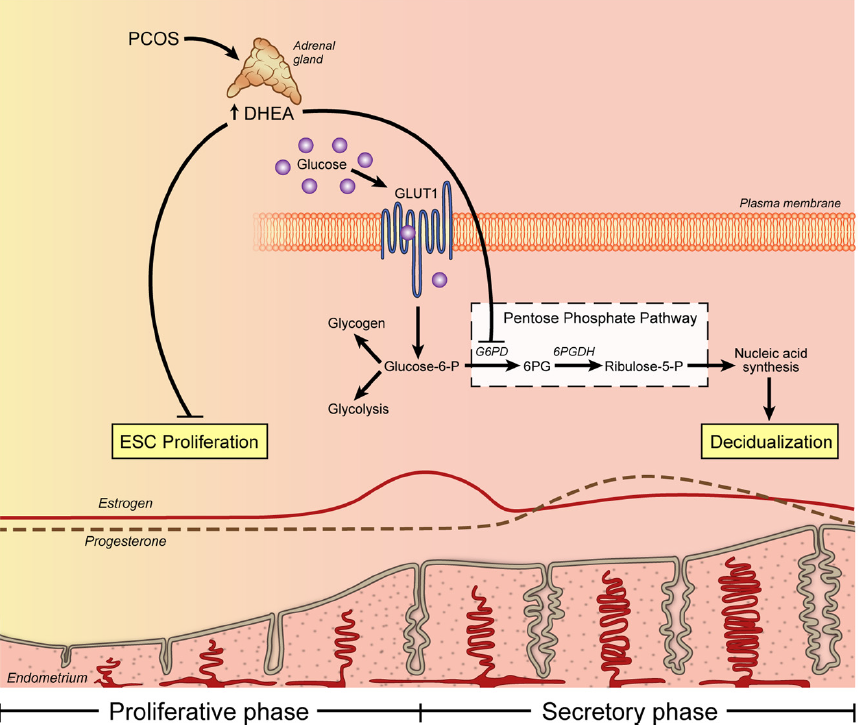 PCOS
Adrenal
gland
↑ DHEA
Glucose
GLUT1
Plasma membrane
Pentose Phosphate Pathway
Glycogen
G6PD
6PGDH
Glucose-6-P
6PG
Ribulose-5-P
Nucleic acid
synthesis
Glycolysis
ESC Proliferation
Decidualization
Estrogen
Progesterone
Endometrium
Proliferative phase
Secretory phase